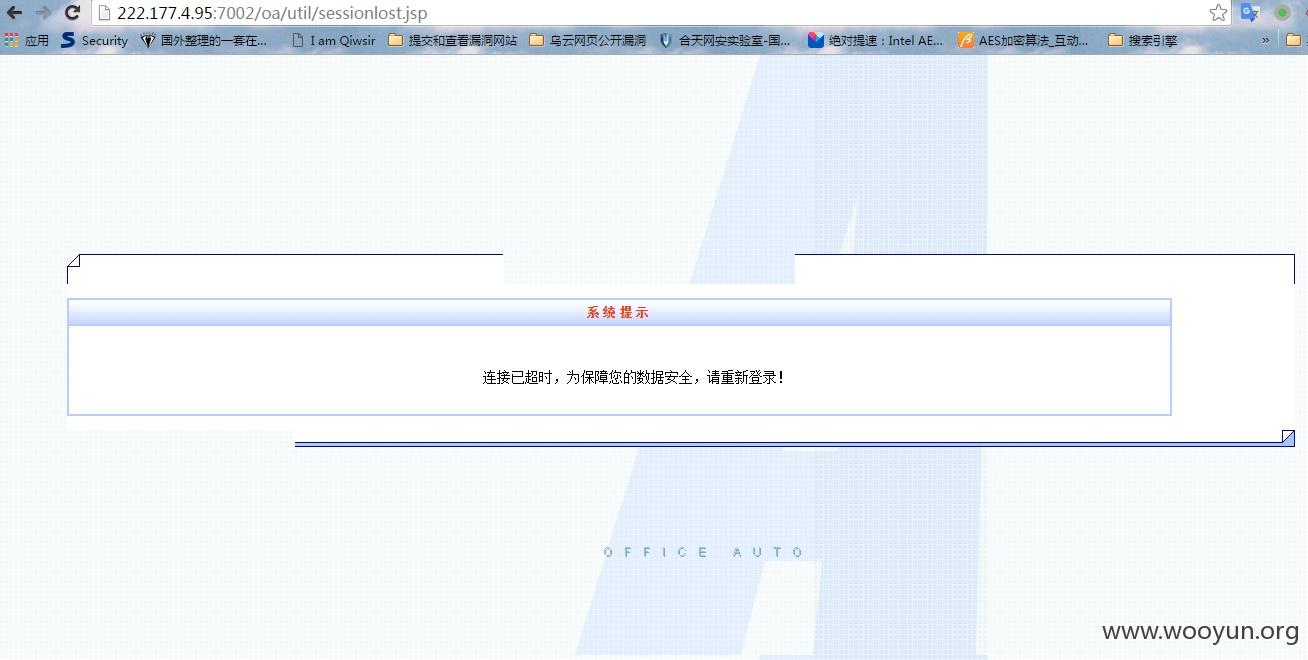 222.177.4.95:7002/oa/util/sessionlost.jsp
应用 Security 国外整理的一套在... I am Qiwsir 提交和查看漏洞网站 乌云网页公开漏洞 合天网安实验室-国... 绝对提速：Intel AE... AES加密算法_互动... 搜索引擎 »
系统提示
连接已超时，为保障您的数据安全，请重新登录！
OFFICE AUTO
www.wooyun.org